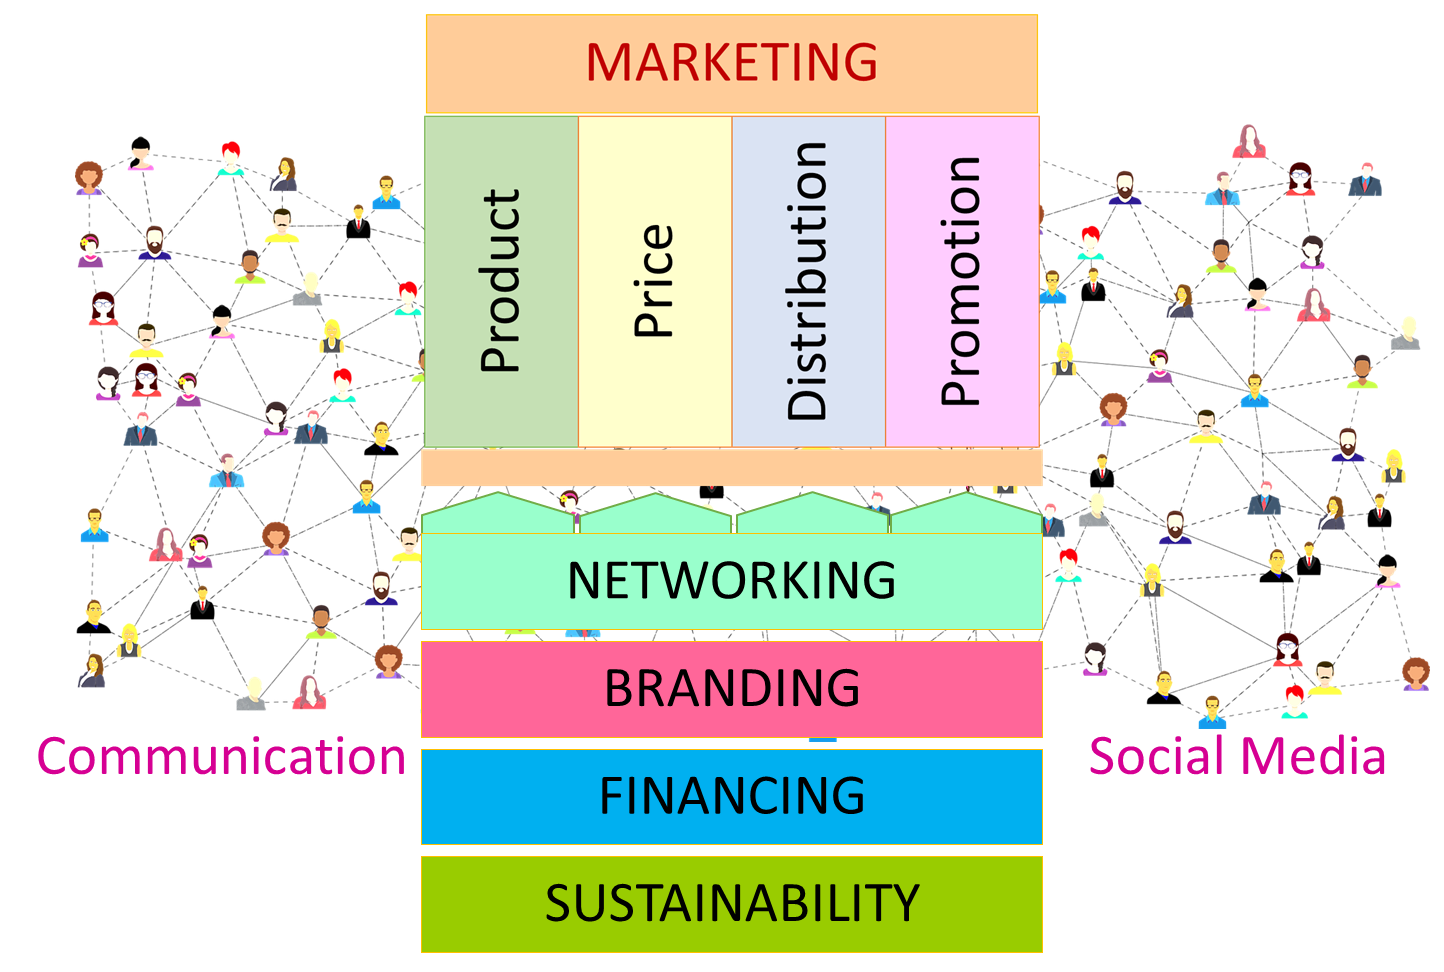 MARKETING
Product
Price
Distribution
Promotion
NETWORKING
BRANDING
Communication
Social Media
FINANCING
SUSTAINABILITY